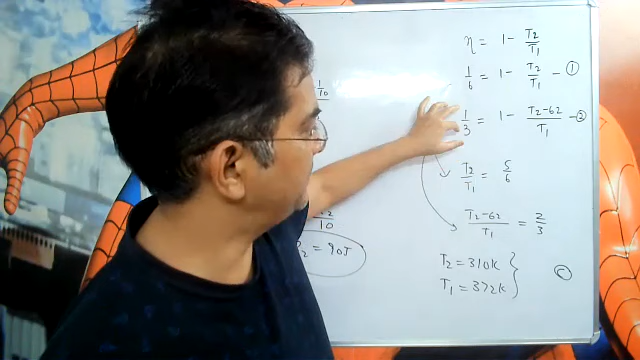 1/10
10
2 = 90J
η = 1 - T2/T1
1/6 = 1 - T2/T1 - ①
1/3 = 1 - T2-62/T1 - ②
T2/T1 = 5/6
T2-62/T1 = 2/3
T2 = 310K
T1 = 372K
C